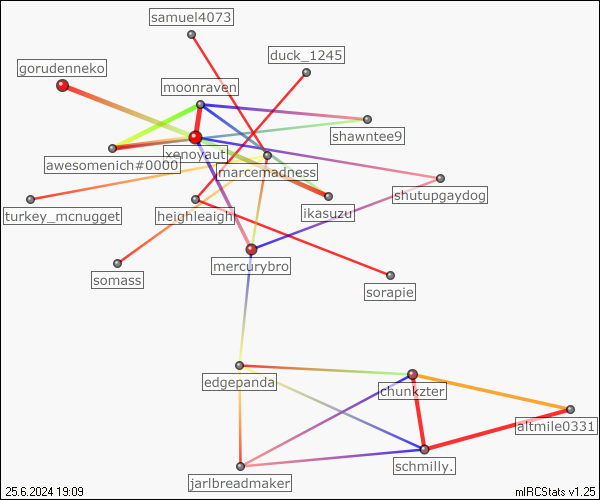 samuel4073
duck_1245
gorudenneko
moonraven
shawntee9
xenoyaut
awesomenich#0000
marcemadness
shutupgaydog
turkey_mcnugget
heighleaigh
ikasuzu
mercurybro
somass
sorapie
edgepanda
chunkzter
altmile0331
schmilly.
jarlbreadmaker
25.6.2024 19:09
mIRCStats v1.25